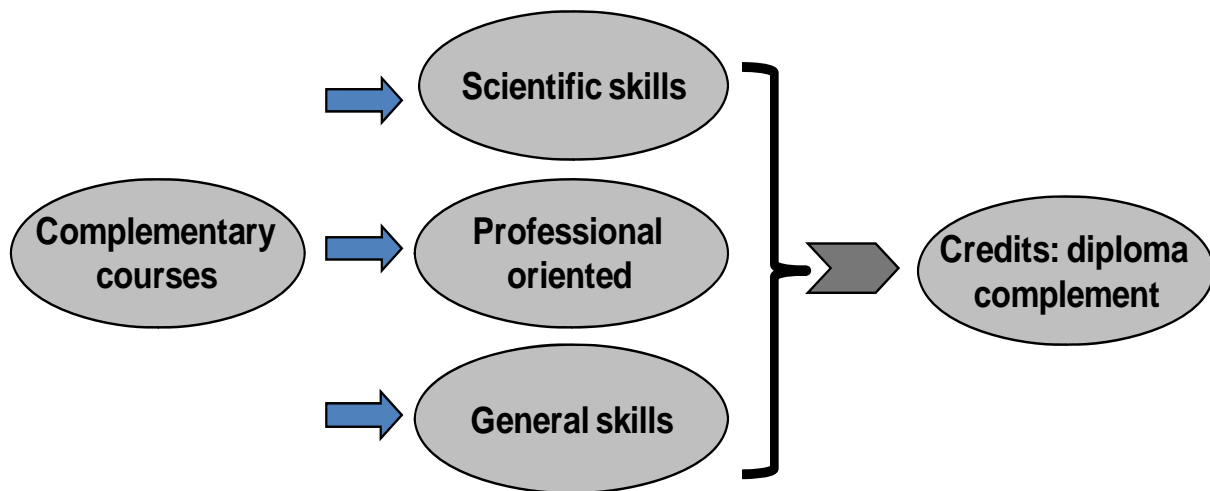 Complementary
courses
Scientific skills
Professional
oriented
General skills
Credits: diploma
complement